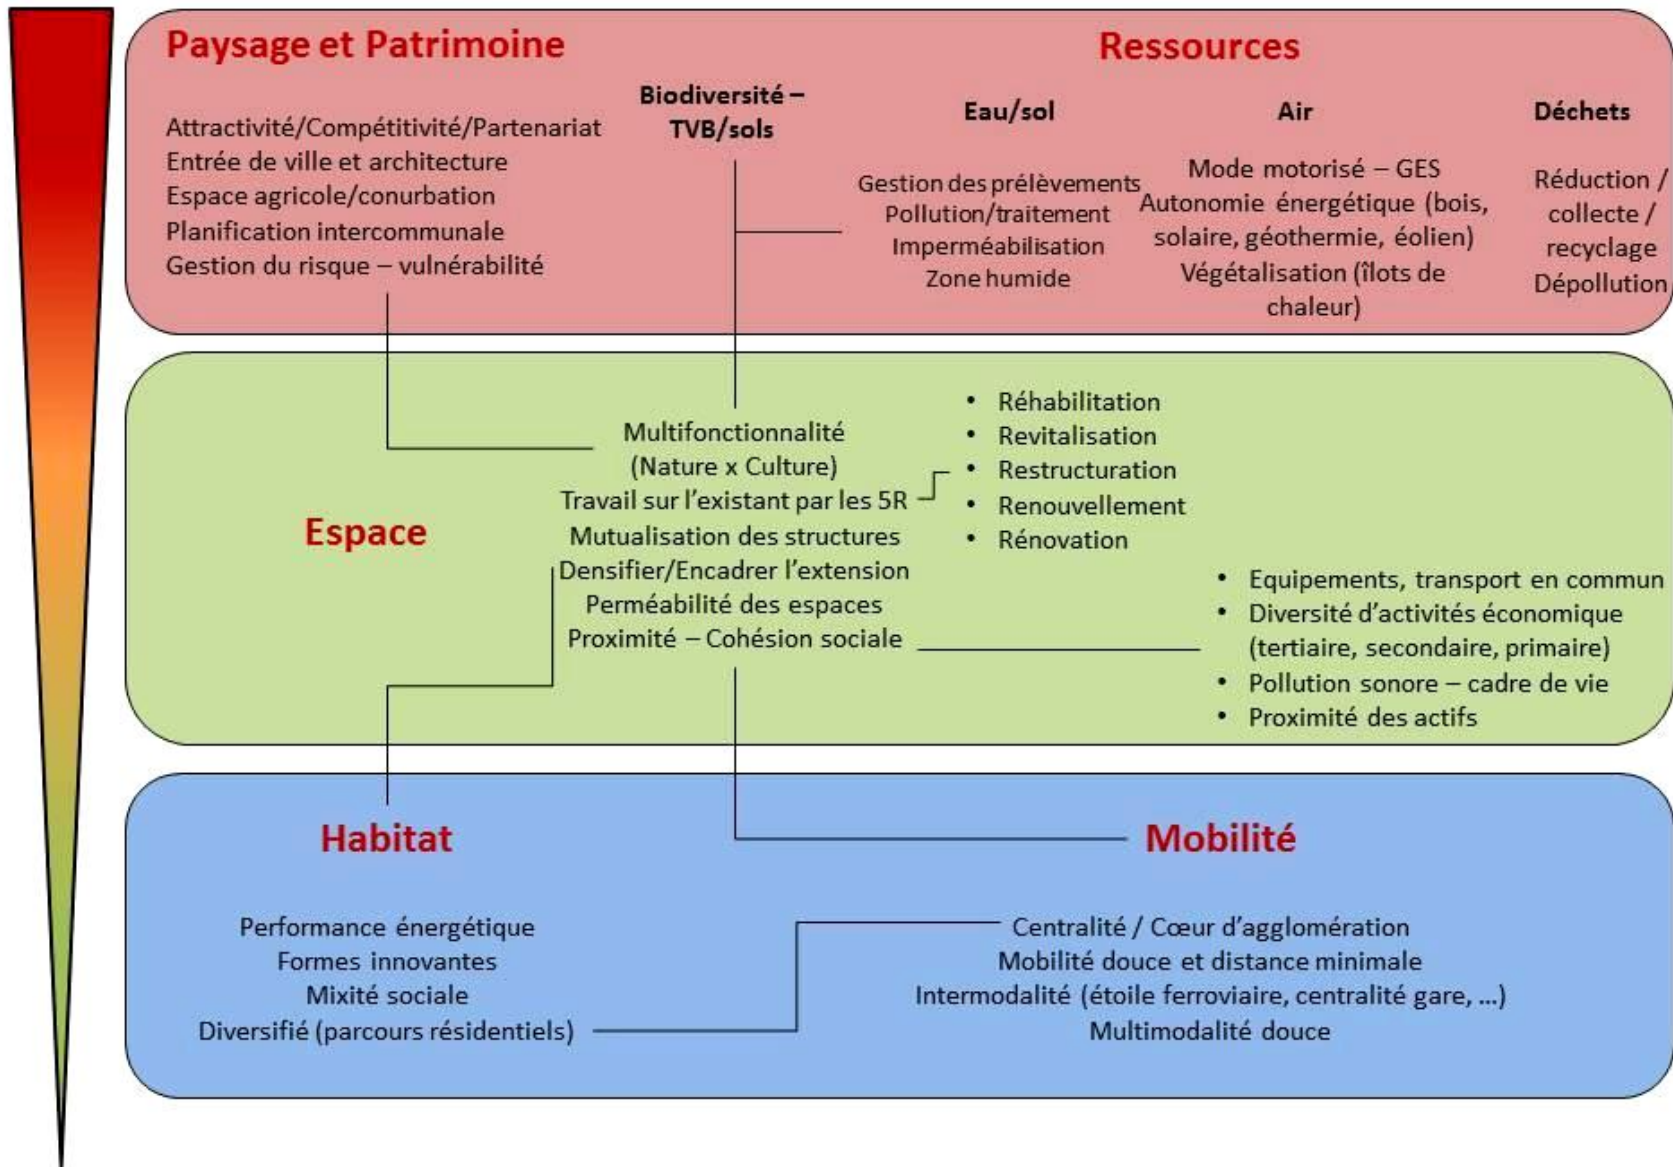 Paysage et Patrimoine
Attractivité/Compétitivité/Partenariat
Entrée de ville et architecture
Espace agricole/conurbation
Planification intercommunale
Gestion du risque – vulnérabilité
Ressources
Biodiversité –
TVB/sols
Eau/sol
Gestion des prélèvements
Pollution/traitement
Imperméabilisation
Zone humide
Air
Mode motorisé – GES
Autonomie énergétique (bois,
solaire, géothermie, éolien)
Végétalisation (îlots de
chaleur)
Déchets
Réduction /
collecte /
recyclage
Dépollution
Espace
Multifonctionnalité
(Nature x Culture)
Travail sur l’existant par les 5R
Mutualisation des structures
Densifier/Encadrer l’extension
Perméabilité des espaces
Proximité – Cohésion sociale
• Réhabilitation
• Revitalisation
• Restructuration
• Renouvellement
• Rénovation
• Equipements, transport en commun
• Diversité d’activités économique
(tertiaire, secondaire, primaire)
• Pollution sonore – cadre de vie
• Proximité des actifs
Habitat
Performance énergétique
Formes innovantes
Mixité sociale
Diversifié (parcours résidentiels)
Mobilité
Centralité / Cœur d’agglomération
Mobilité douce et distance minimale
Intermodalité (étoile ferroviaire, centralité gare, ...)
Multimodalité douce